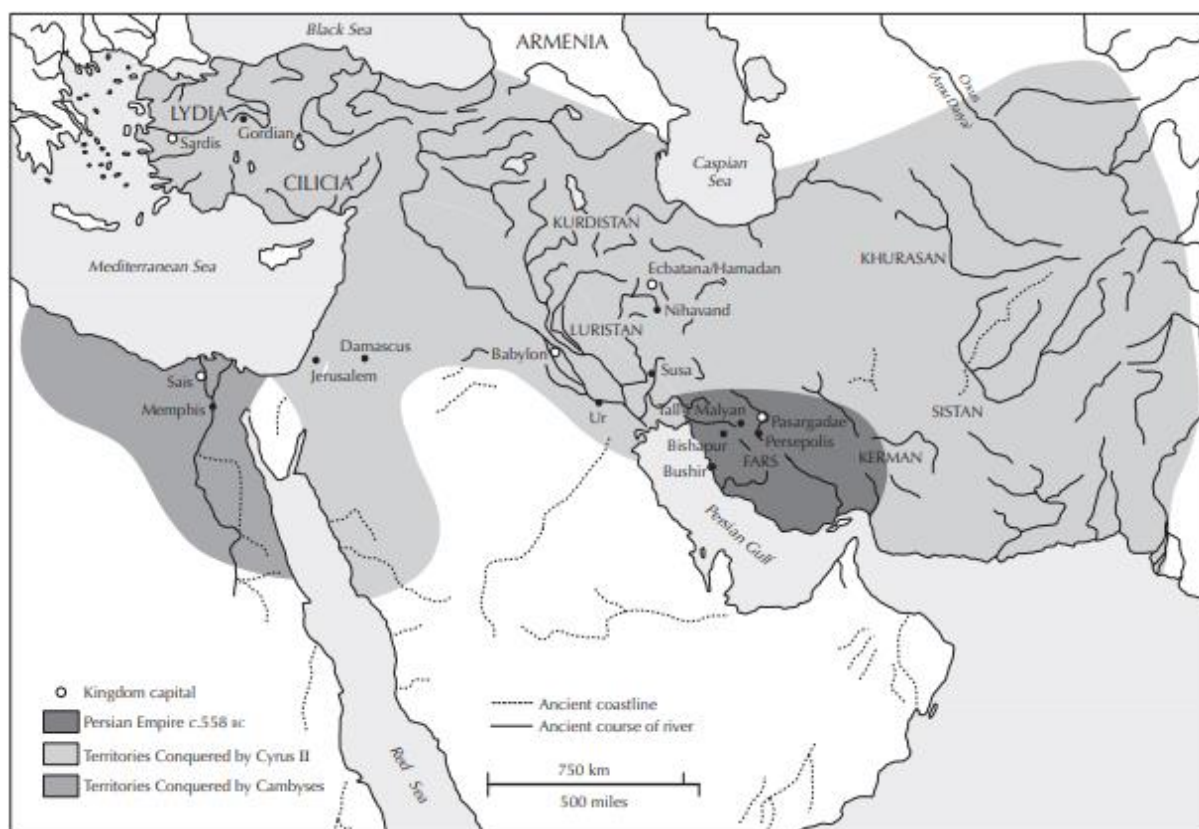 Black Sea
ARMENIA
Oxus
(Amu Dariya)
LYDIA
Gordian
Sardis
CILICIA
Caspian
Sea
KURDISTAN
Mediterranean Sea
KHURASAN
Ecbatana/Hamadan
Nihavand
LURISTAN
Damascus
Babylon
Jerusalem
Susa
Sais
Memphis
Ur
Tall-i Malyan
Pasargadae
SISTAN
Bishapur
Persepolis
FARS
KERMAN
Bushir
Persian Gulf
Red Sea
Kingdom capital
Persian Empire c.558 BC
Territories Conquered by Cyrus II
Territories Conquered by Cambyses
Ancient coastline
Ancient course of river
750 km
500 miles